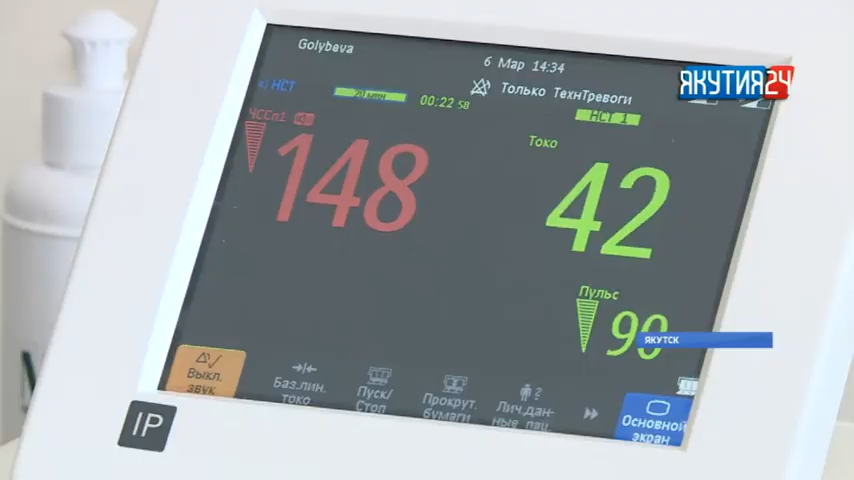 Golybeva
6 Мар 14:34
ЯКУТИЯ24
НСТ
20 мин
00:22 58
Только ТехнТревоги
НСТ 1
ЧССп1
148
Токо
42
Пульс
90
ЯКУТСК
Выкл.
звук
Баз.лин.
токо
Пуск/
Стоп
Прокрут.
бумаги
Лич.дан-
ные пац.
Основной
экран
IP